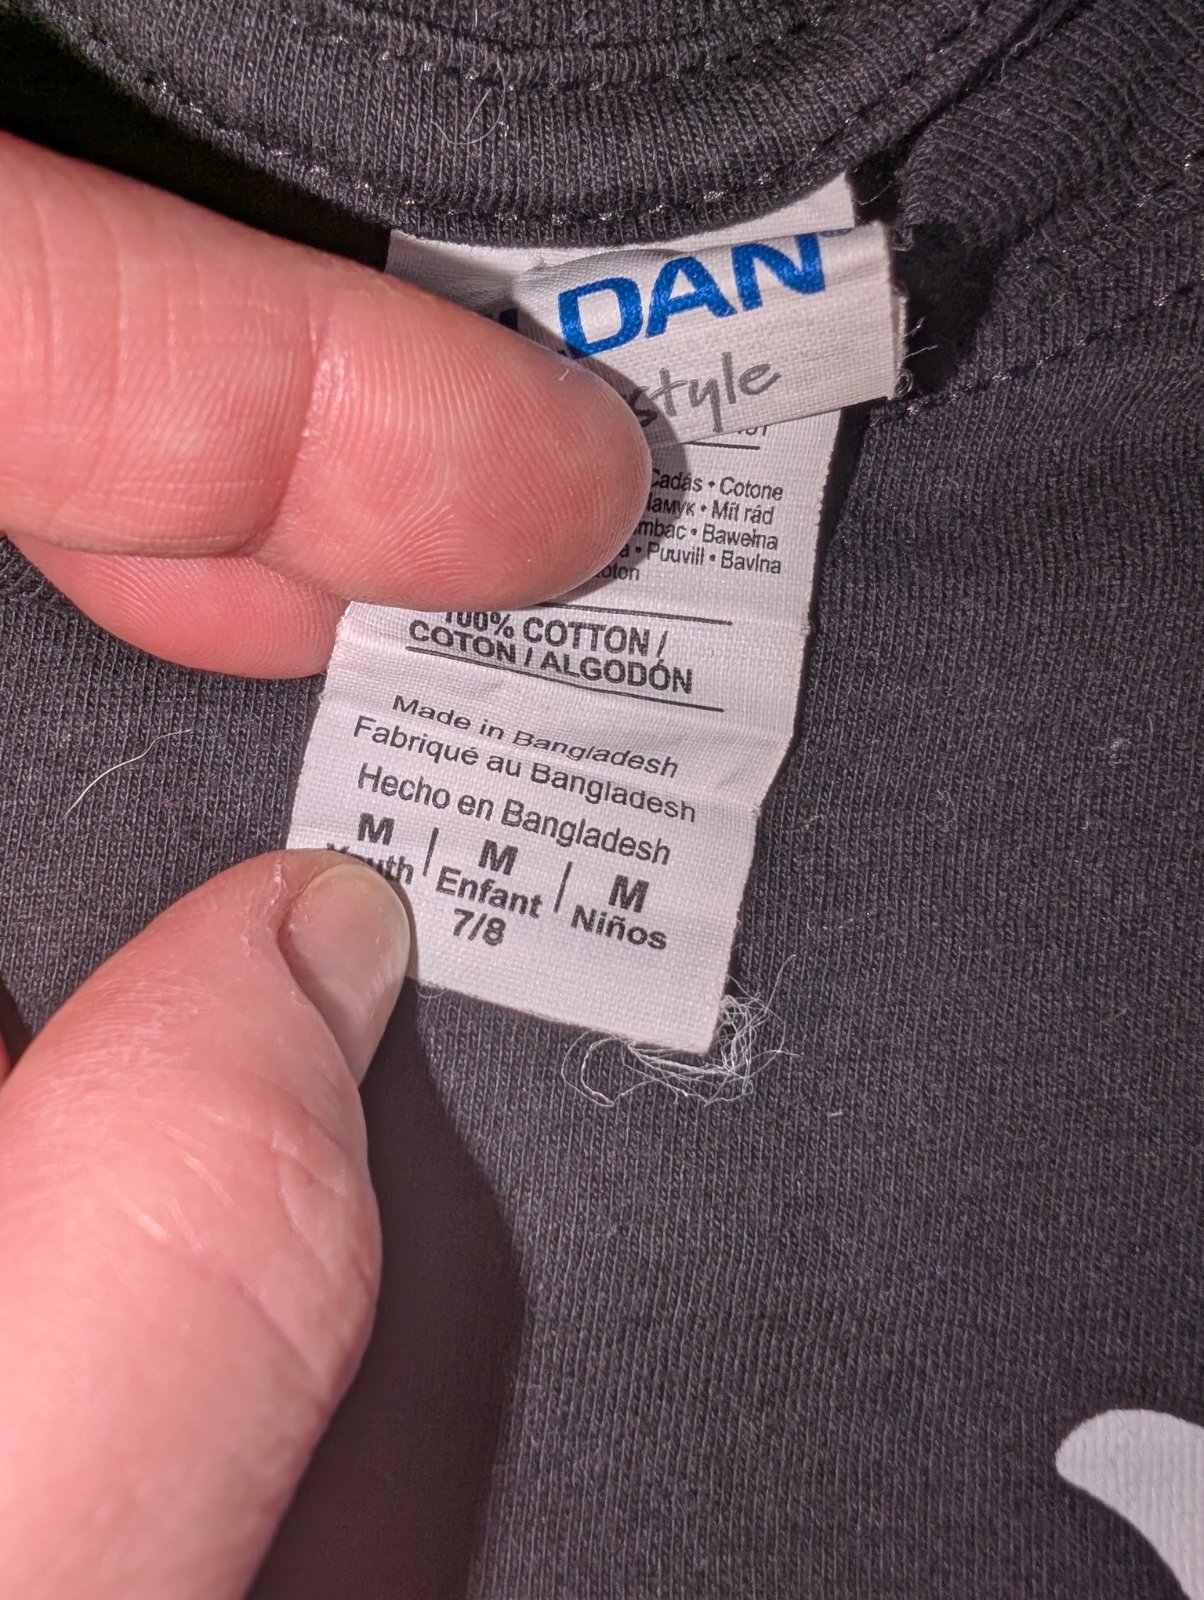 DAN
style
Cadás • Cotone
• Mít rád
• Bawełna
• Puuvill • Bavlna
100% COTTON /
COTON / ALGODÓN
Made in Bangladesh
Fabriqué au Bangladesh
Hecho en Bangladesh
M | M | M
Youth | Enfant | Niños
7/8